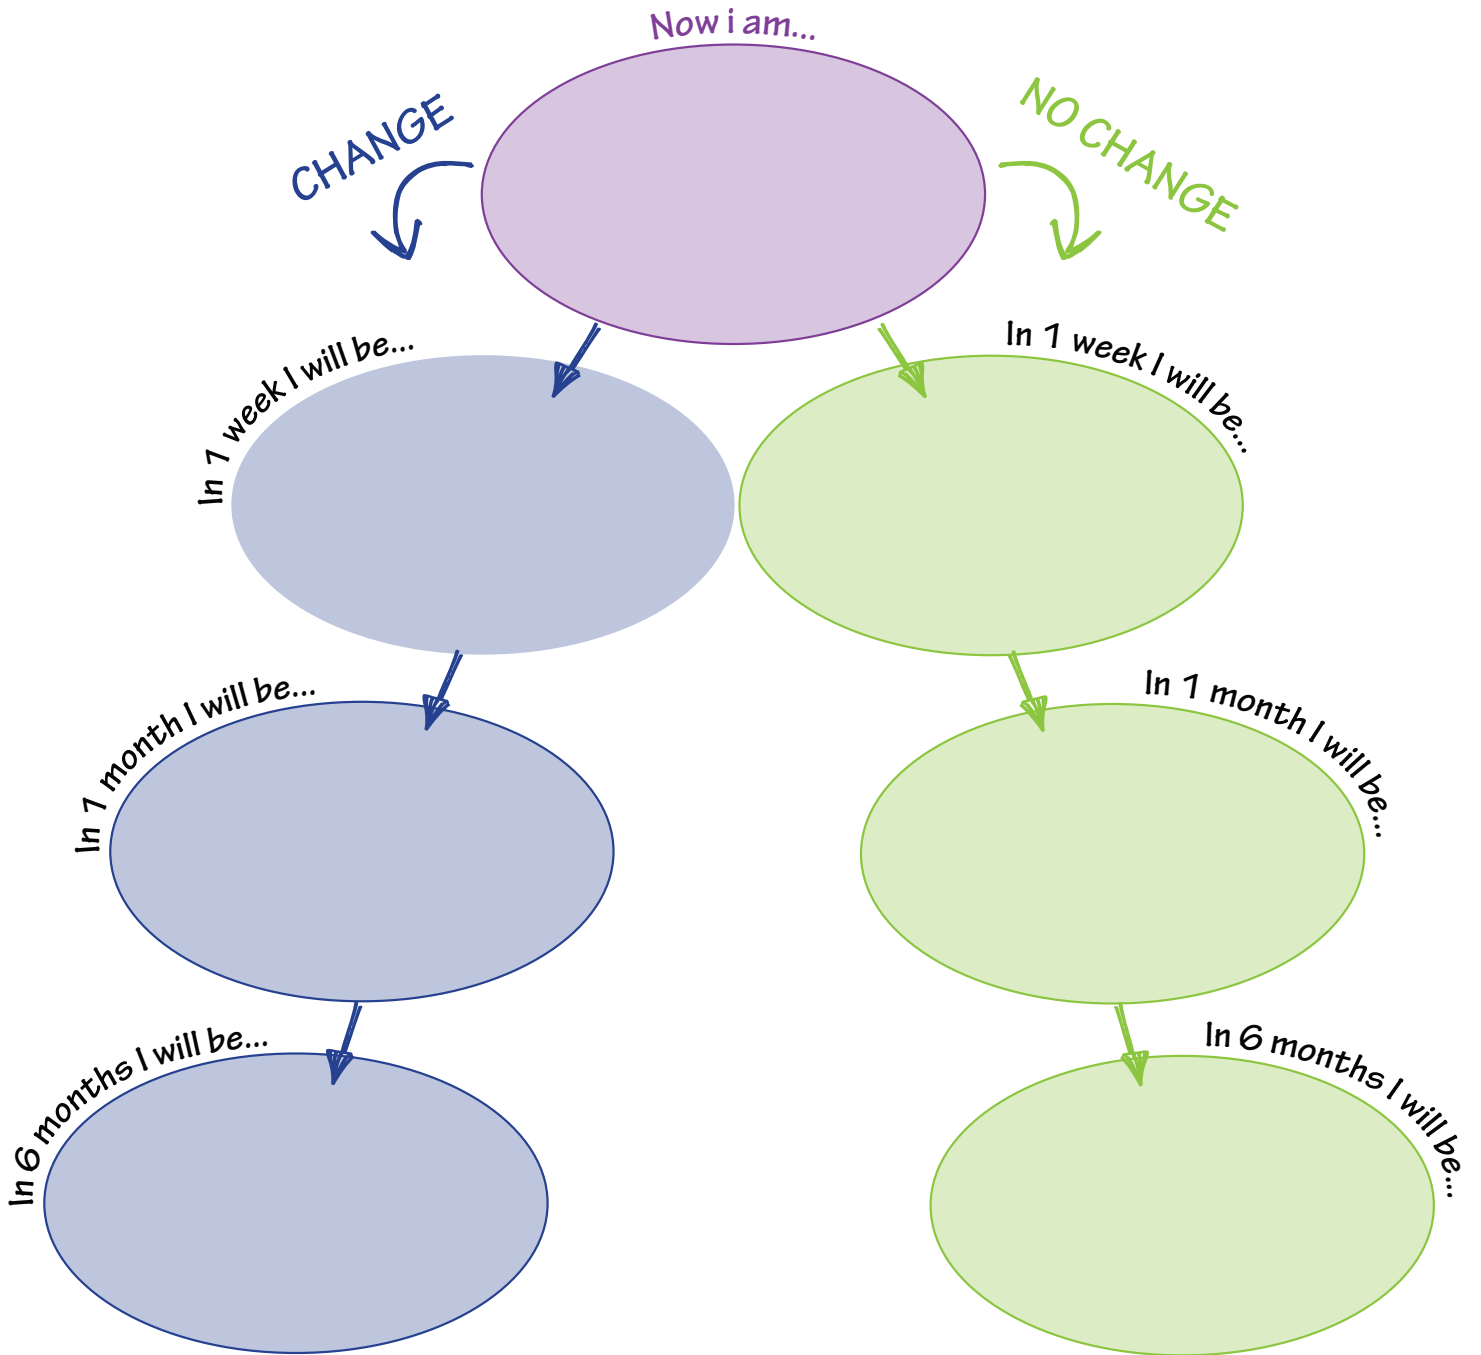 Now i am...
CHANGE
NO CHANGE
In 1 week I will be...
In 1 week I will be...
In 1 month I will be...
In 1 month I will be...
In 6 months I will be...
In 6 months I will be...